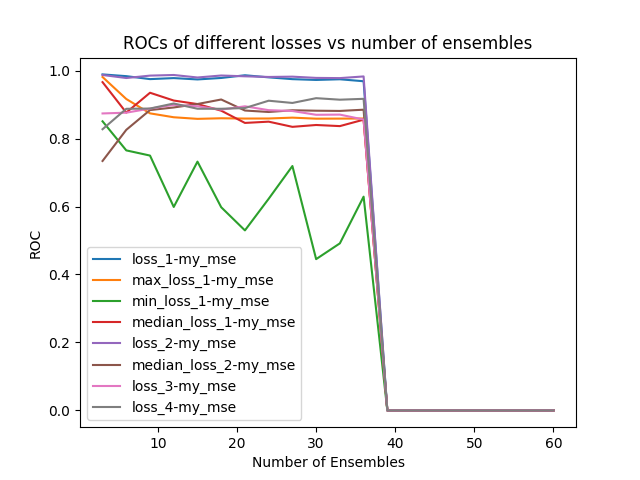 ROCs of different losses vs number of ensembles
1.0
0.8
0.6
0.4
0.2
0.0
ROC
loss_1-my_mse
max_loss_1-my_mse
min_loss_1-my_mse
median_loss_1-my_mse
loss_2-my_mse
median_loss_2-my_mse
loss_3-my_mse
loss_4-my_mse
10 20 30 40 50 60
Number of Ensembles